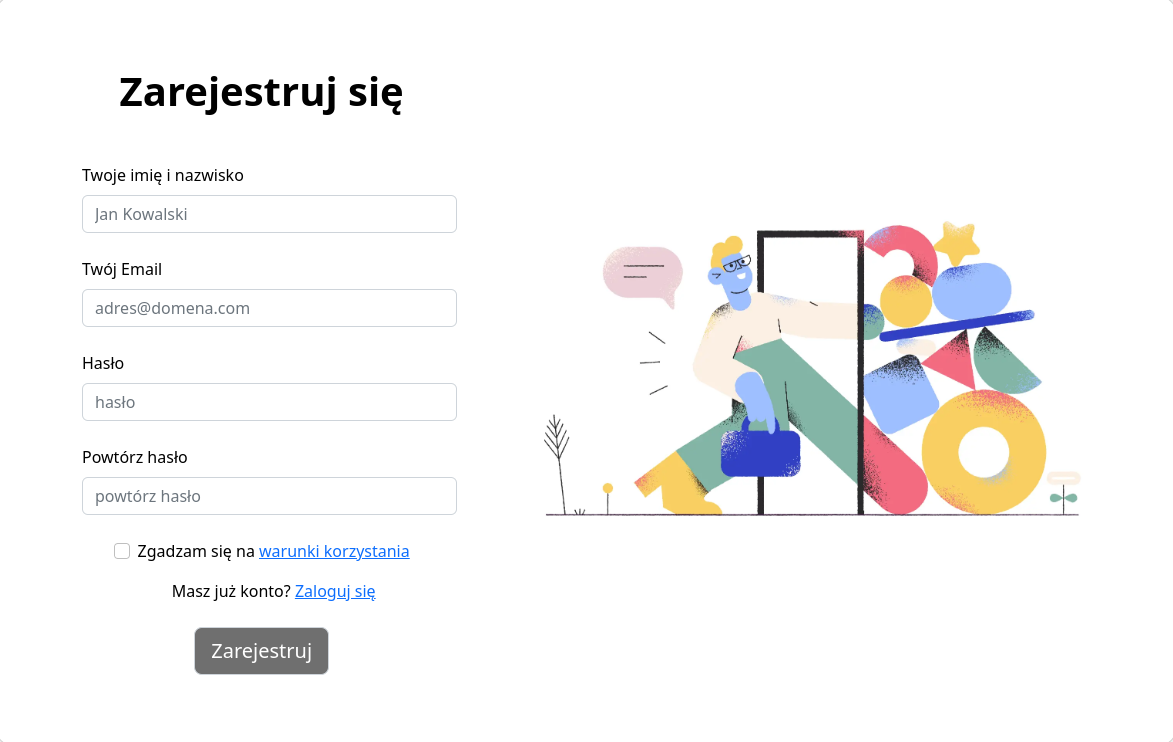 Zarejestruj się
Twoje imię i nazwisko
Jan Kowalski
Twój Email
adres@domena.com
Hasło
hasło
Powtórz hasło
powtórz hasło
Zgadzam się na warunki korzystania
Masz już konto? Zaloguj się
Zarejestruj